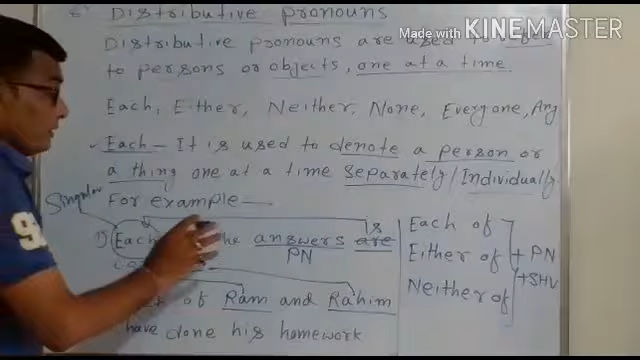 Distributive pronouns
Made with KINEMASTER
Distributive pronouns are used to
to persons or objects, one at a time
Each, Either, Neither, None, Everyone, Any
Each - It is used to denote a person or
a thing one at a time separately/Individually
For example -
Singular
1) Each the answers are is
PN
of Ram and Rahim
have done his homework
Each of
Either of + PN
Neither of + SHV
9